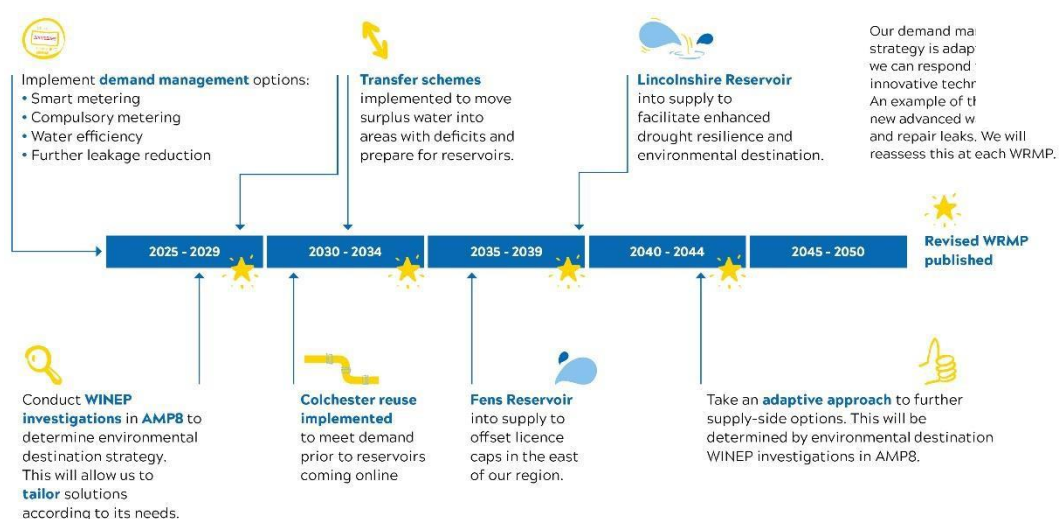 Implement demand management options:
• Smart metering
• Compulsory metering
• Water efficiency
• Further leakage reduction
Transfer schemes
implemented to move
surplus water into
areas with deficits and
prepare for reservoirs.
Lincolnshire Reservoir
into supply to
facilitate enhanced
drought resilience and
environmental destination.
Our demand
strategy is
we can respond
innovative
An example of
new advanced
and repair leaks. We will
reassess this at each WRMP.
2025 - 2029
2030 - 2034
2035 - 2039
2040 - 2044
2045 - 2050
Revised WRMP
published
Conduct WINEP
investigations in AMP8 to
determine environmental
destination strategy.
This will allow us to
tailor solutions
according to its needs.
Colchester reuse
implemented
to meet demand
prior to reservoirs
coming online
Fens Reservoir
into supply to
offset licence
caps in the east
of our region.
Take an adaptive approach to further
supply-side options. This will be
determined by environmental destination
WINEP investigations in AMP8.